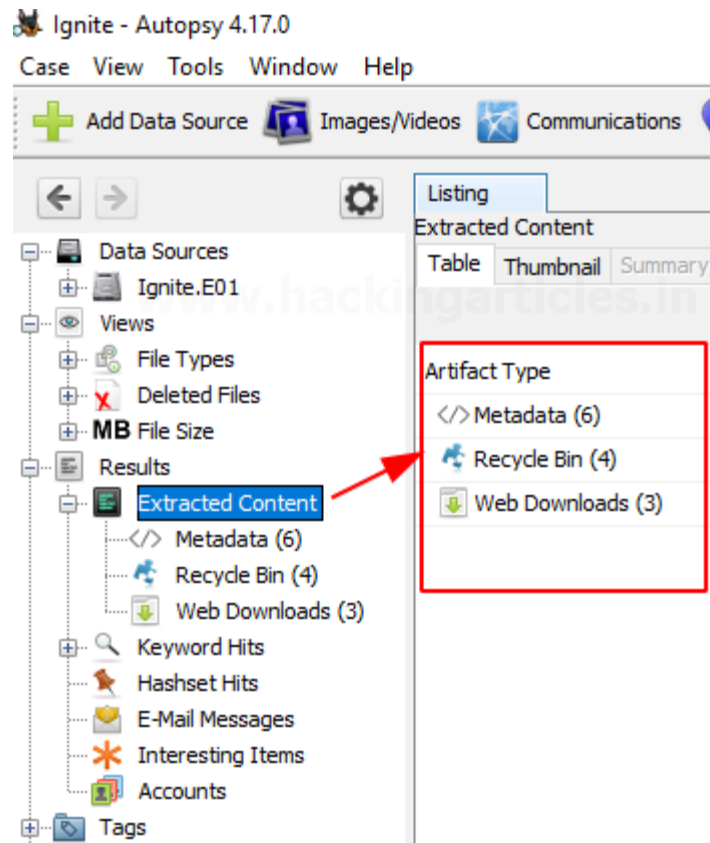 Ignite - Autopsy 4.17.0
Case View Tools Window Help
Add Data Source Images/Videos Communications
Listing
Extracted Content
Table Thumbnail Summary
Data Sources
Ignite.E01
Views
File Types
Deleted Files
MB File Size
Results
Extracted Content
Metadata (6)
Recycle Bin (4)
Web Downloads (3)
Keyword Hits
Hashset Hits
E-Mail Messages
Interesting Items
Accounts
Tags
www.hackingarticles.in
Artifact Type
Metadata (6)
Recycle Bin (4)
Web Downloads (3)